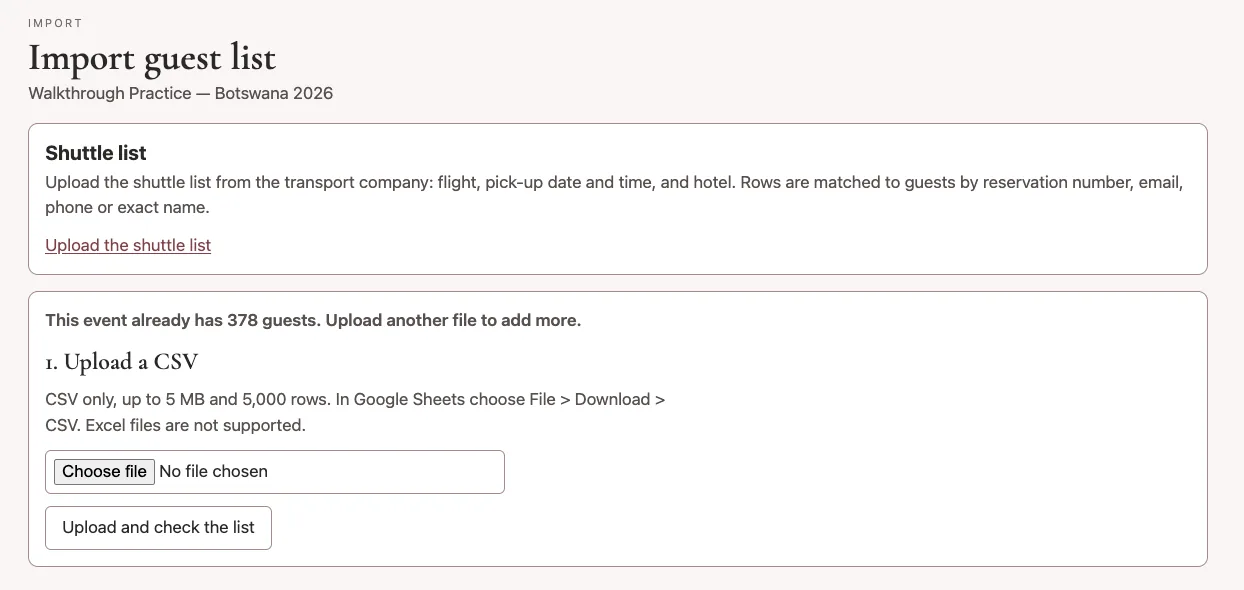 IMPORT
Import guest list
Walkthrough Practice — Botswana 2026
Shuttle list
Upload the shuttle list from the transport company: flight, pick-up date and time, and hotel. Rows are matched to guests by reservation number, email,
phone or exact name.
Upload the shuttle list
This event already has 378 guests. Upload another file to add more.
1. Upload a CSV
CSV only, up to 5 MB and 5,000 rows. In Google Sheets choose File > Download >
CSV. Excel files are not supported.
Choose file No file chosen
Upload and check the list